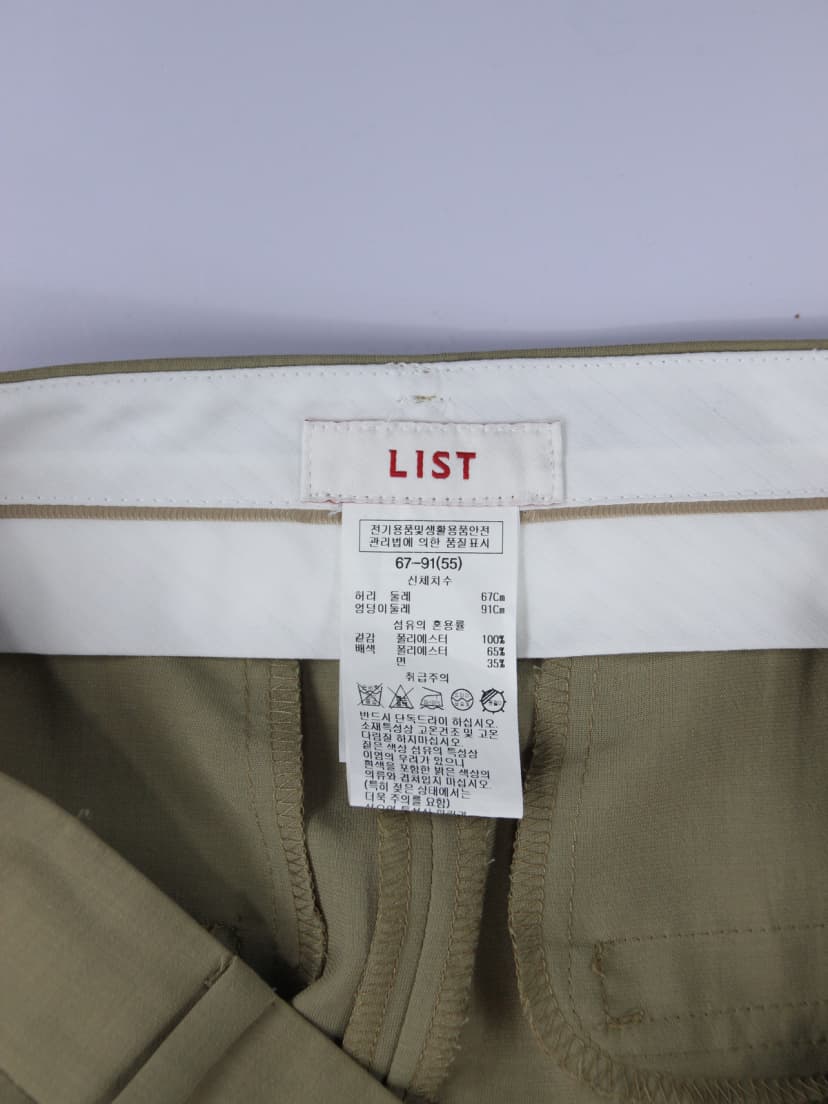 LIST
전기용품및생활용품안전
관리법에 의한 품질표시
67-91(55)
신체치수
허리 둘레 67Cm
엉덩이둘레 91Cm
섬유의 혼용률
겉감 폴리에스터 100%
배색 폴리에스터 65%
면 35%
취급주의
반드시 단독드라이 하십시오.
소재특성상 고온건조 및 고온
다림질 하지마십시오.
짙은 색상 섬유의 특성상
이염의 우려가 있으니
흰색을 포함한 밝은 색상의
의류와 겹쳐입지 마십시오.
(특히 젖은 상태에서는
더욱 주의를 요함)